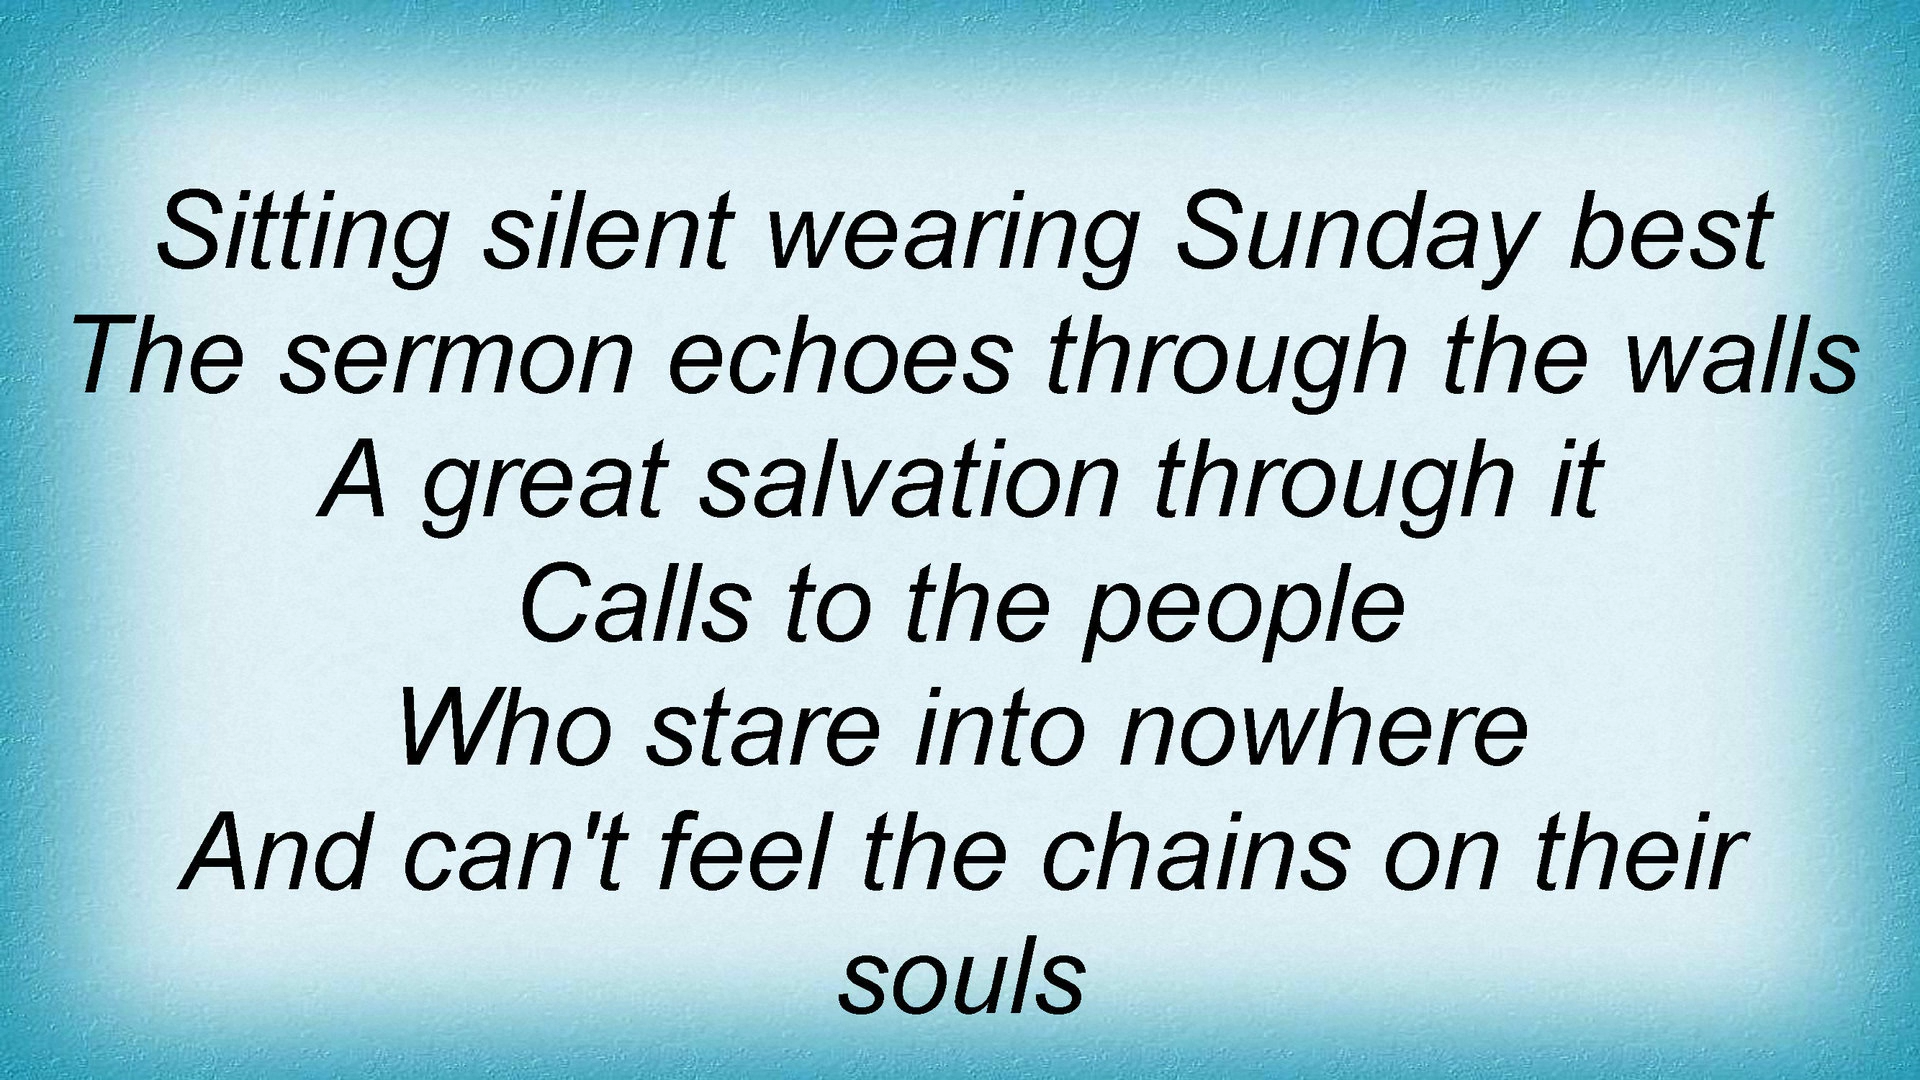 Sitting silent wearing Sunday best
The sermon echoes through the walls
A great salvation through it
Calls to the people
Who stare into nowhere
And can't feel the chains on their
souls